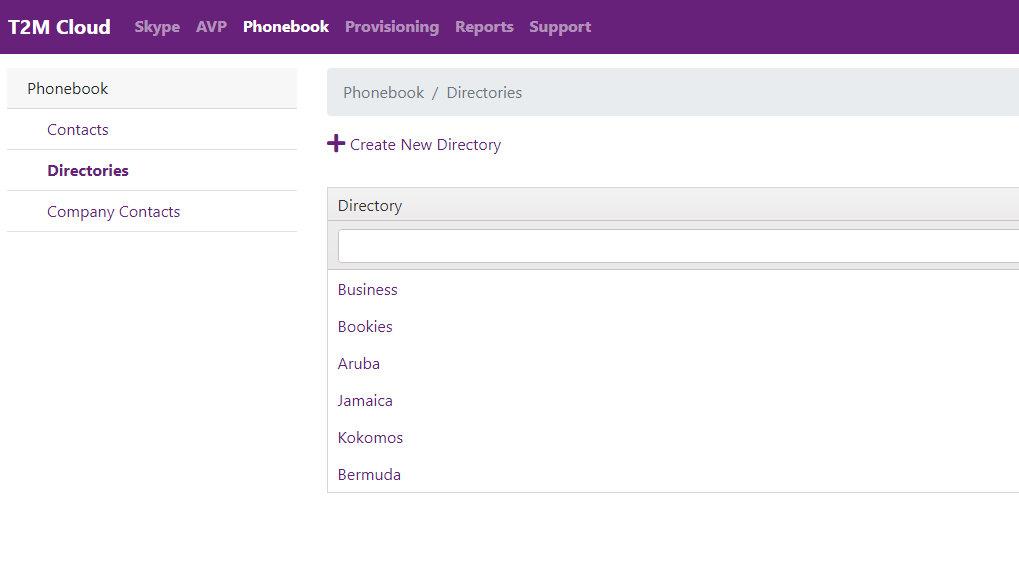 T2M Cloud Skype AVP Phonebook Provisioning Reports Support
Phonebook
Contacts
Directories
Company Contacts
Phonebook / Directories
Create New Directory
Directory
Business
Bookies
Aruba
Jamaica
Kokomos
Bermuda